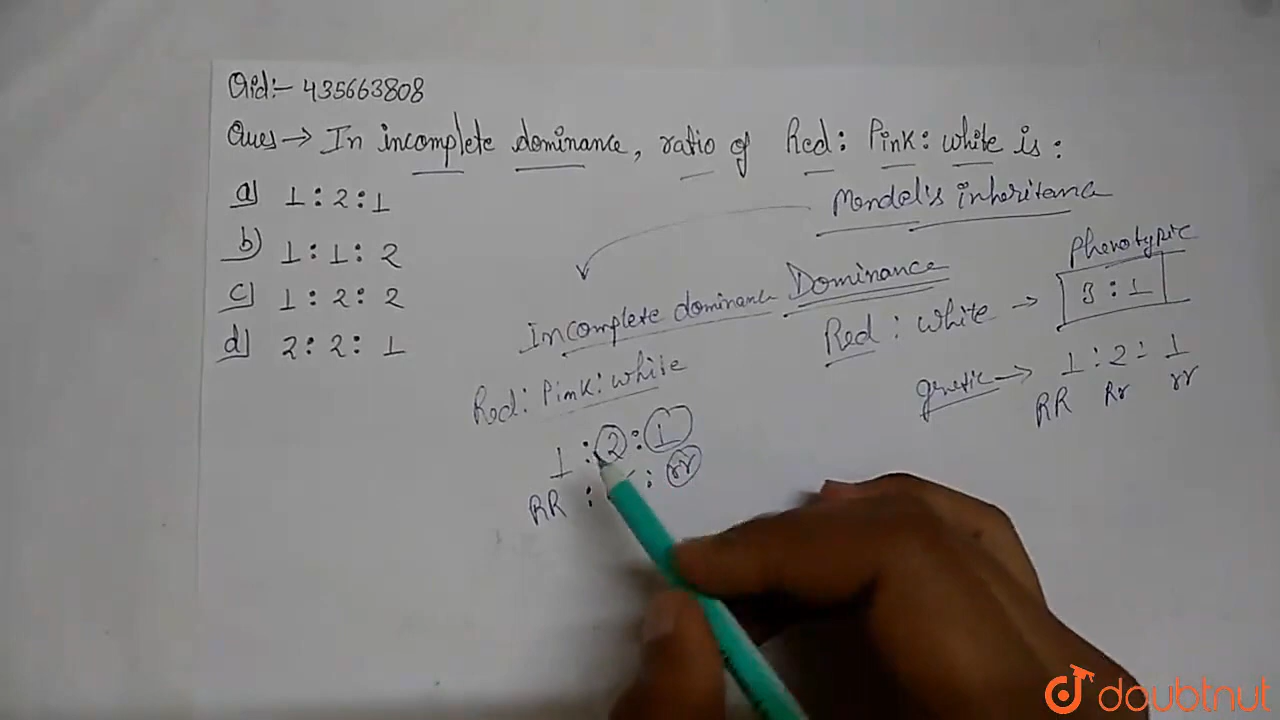 Qid:- 435663808
Ques → In incomplete dominance, ratio of Red : Pink : white is :
a) 1 : 2 : 1
b) 1 : 1 : 2
c) 1 : 2 : 2
d) 2 : 2 : 1
Mendel's inheritance
Dominance
Phenotypic
Red : white → 3 : 1
genetic → 1 : 2 : 1
RR Rr rr
Incomplete dominance
Red : Pink : white
1 : 2 : 1
RR : : rr
doubtnut